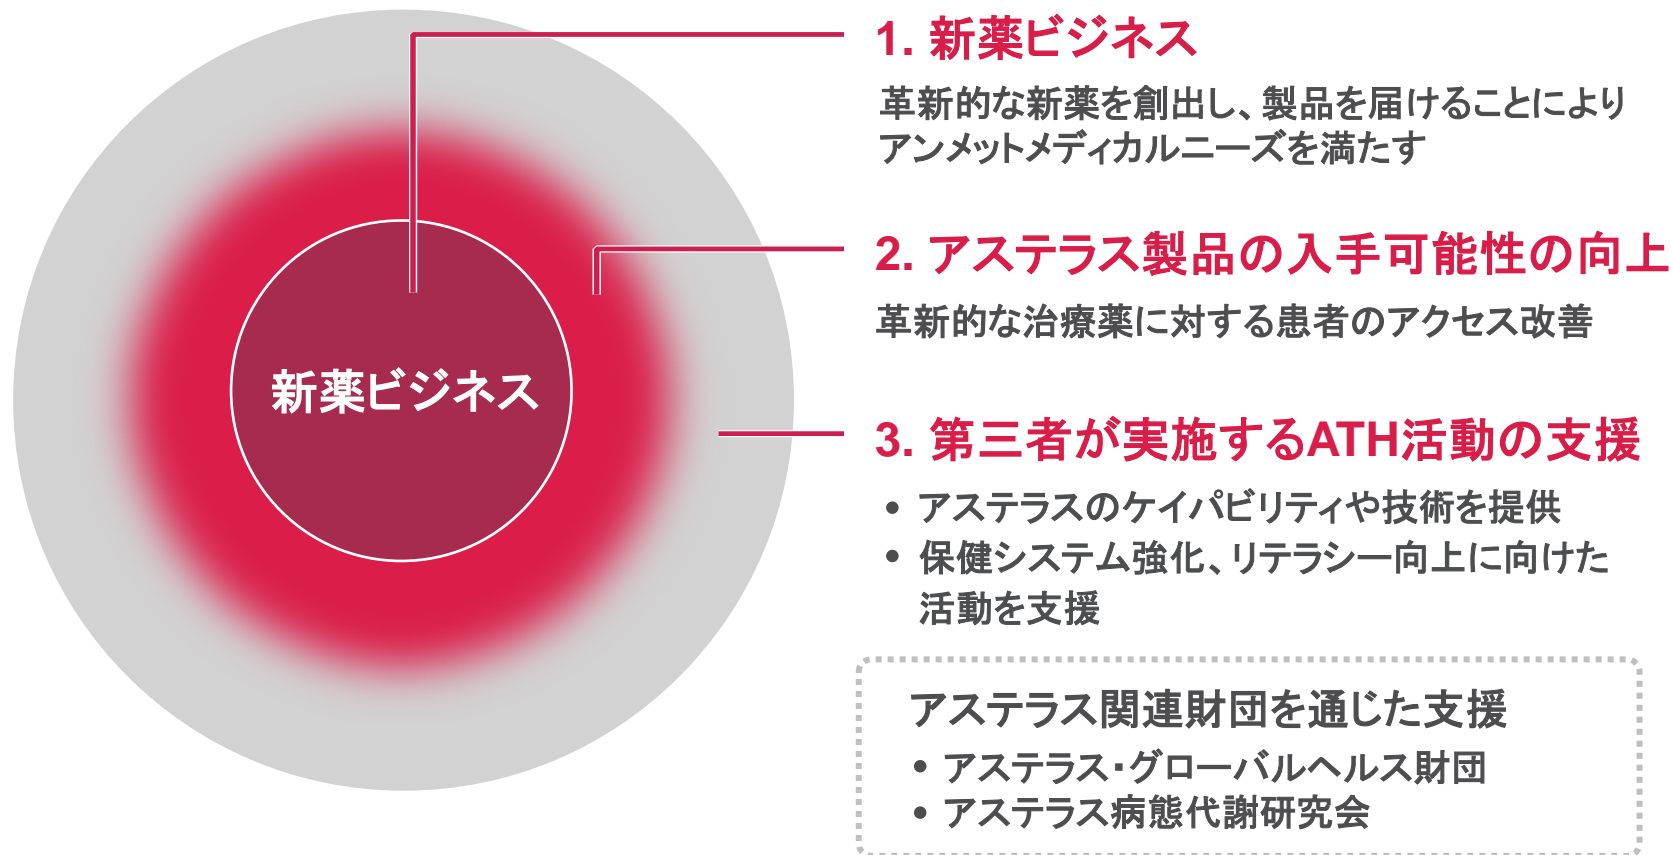 新薬ビジネス
1. 新薬ビジネス
革新的な新薬を創出し、製品を届けることにより
アンメットメディカルニーズを満たす
2. アステラス製品の入手可能性の向上
革新的な治療薬に対する患者のアクセス改善
3. 第三者が実施するATH活動の支援
• アステラスのケイパビリティや技術を提供
• 保健システム強化、リテラシー向上に向けた
活動を支援
アステラス関連財団を通じた支援
• アステラス・グローバルヘルス財団
• アステラス病態代謝研究会